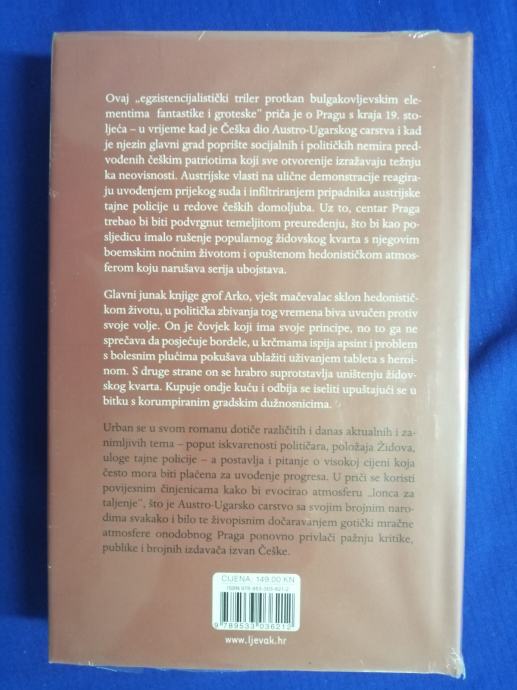 Ovaj „egzistencijalistički triler protkan bulgakovljevskim ele-
mentima fantastike i groteske" priča je o Pragu s kraja 19. sto-
ljeća – u vrijeme kad je Češka dio Austro-Ugarskog carstva i kad
je njezin glavni grad poprište socijalnih i političkih nemira pred-
vođenih češkim patriotima koji sve otvorenije izražavaju težnju
ka neovisnosti. Austrijske vlasti na ulične demonstracije reagira-
ju uvođenjem prijekog suda i infiltriranjem pripadnika austrijske
tajne policije u redove čeških domoljuba. Uz to, centar Praga
trebao bi biti podvrgnut temeljitom preuređenju, što bi kao po-
sljedicu imalo rušenje popularnog židovskog kvarta s njegovim
boemskim noćnim životom i opuštenom hedonističkom atmos-
ferom koju narušava serija ubojstava.
Glavni junak knjige grof Arko, vješt mačevalac sklon hedonistič-
kom životu, u politička zbivanja tog vremena biva uvučen protiv
svoje volje. On je čovjek koji ima svoje principe, no to ga ne
sprečava da posjećuje bordele, u krčmama ispija apsint i problem
s bolesnim plućima pokušava ublažiti uživanjem tableta s heroi-
nom. S druge strane on se hrabro suprotstavlja uništenju židov-
skog kvarta. Kupuje ondje kuću i odbija se iseliti upuštajući se u
bitku s korumpiranim gradskim dužnosnicima.
Urban se u svom romanu dotiče različitih i danas aktualnih i za-
nimljivih tema – poput iskvarenosti političara, položaja Židova,
uloge tajne policije – a postavlja i pitanje o visokoj cijeni koja
često mora biti plaćena za uvođenje progresa. U priči se koristi
povijesnim činjenicama kako bi evocirao atmosferu „lonca za
taljenje", što je Austro-Ugarsko carstvo sa svojim brojnim naro-
dima svakako i bilo te živopisnim dočaravanjem gotički mračne
atmosfere onodobnog Praga ponovno privlači pažnju kritike,
publike i brojnih izdavača izvan Češke.
CIJENA: 149,00 KN
ISBN 978-953-303-621-2
9789533036212
www.ljevak.hr